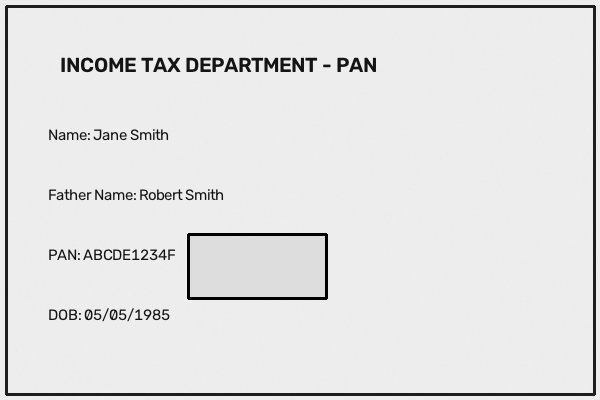 INCOME TAX DEPARTMENT - PAN
Name: Jane Smith
Father Name: Robert Smith
PAN: ABCDE1234F
DOB: 05/05/1985